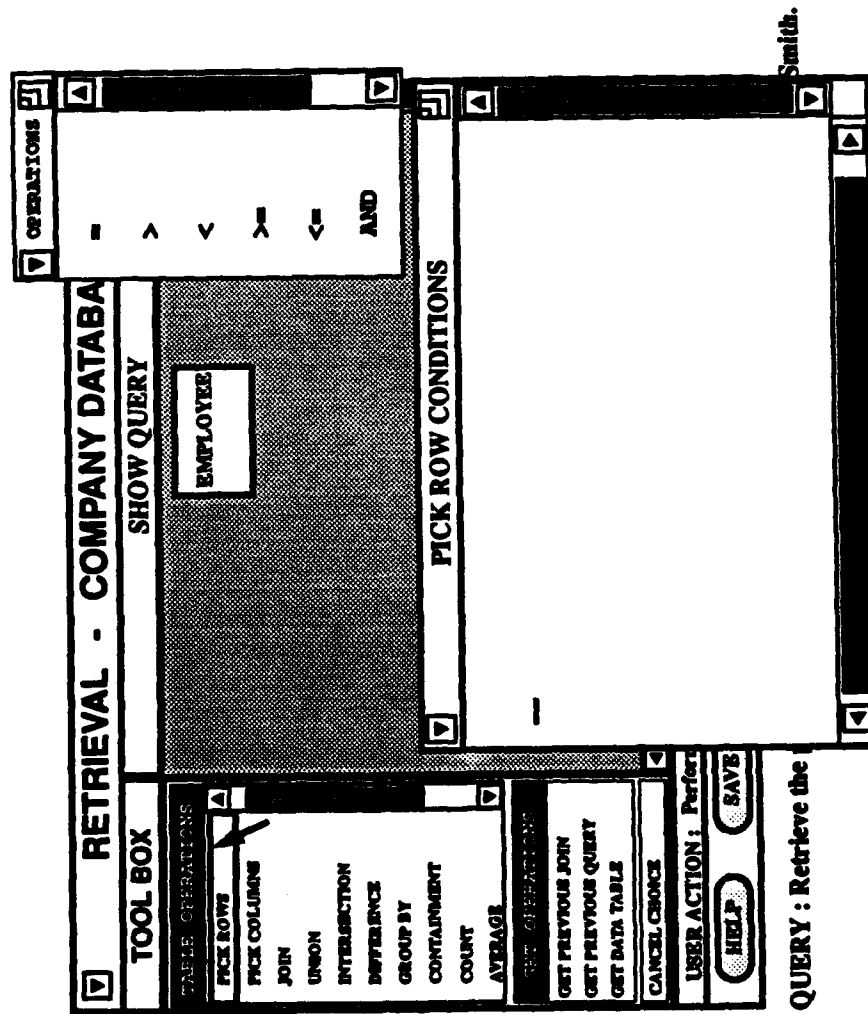 RETRIEVAL - COMPANY DATABA
OPERATIONS
=
>
<
>=
<=
AND
TOOL BOX
SHOW QUERY
EMPLOYEE
TABLE OPERATIONS
PICK ROWS
PICK COLUMNS
JOIN
UNION
INTERSECTION
DIFFERENCE
GROUP BY
CONTAINMENT
COUNT
AVERAGE
GET OPERATIONS
GET PREVIOUS JOIN
GET PREVIOUS QUERY
GET DATA TABLE
CANCEL CHOICE
PICK ROW CONDITIONS
USER ACTION : Perfor
HELP
SAVE
QUERY : Retrieve the
Smith.